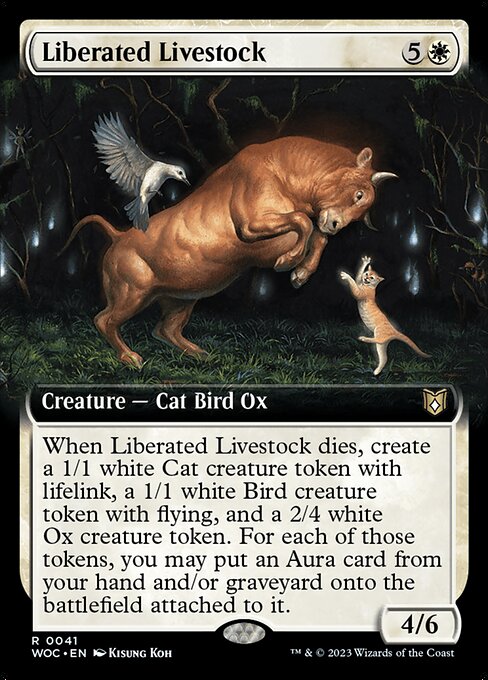 Liberated Livestock 5
Creature — Cat Bird Ox
When Liberated Livestock dies, create
a 1/1 white Cat creature token with
lifelink, a 1/1 white Bird creature
token with flying, and a 2/4 white
Ox creature token. For each of those
tokens, you may put an Aura card from
your hand and/or graveyard onto the
battlefield attached to it.
4/6
R 0041
WOC • EN Kisung Koh
™ & © 2023 Wizards of the Coast